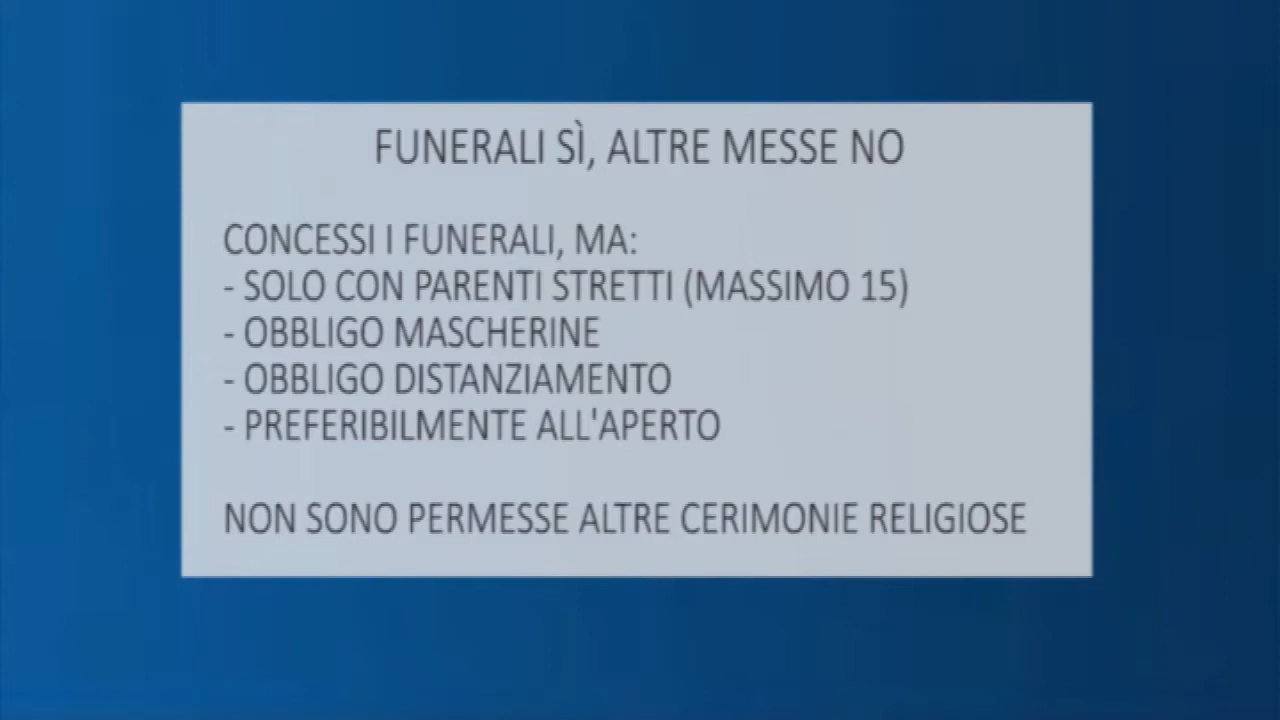 FUNERALI SÌ, ALTRE MESSE NO
CONCESSI I FUNERALI, MA:
- SOLO CON PARENTI STRETTI (MASSIMO 15)
- OBBLIGO MASCHERINE
- OBBLIGO DISTANZIAMENTO
- PREFERIBILMENTE ALL'APERTO
NON SONO PERMESSE ALTRE CERIMONIE RELIGIOSE